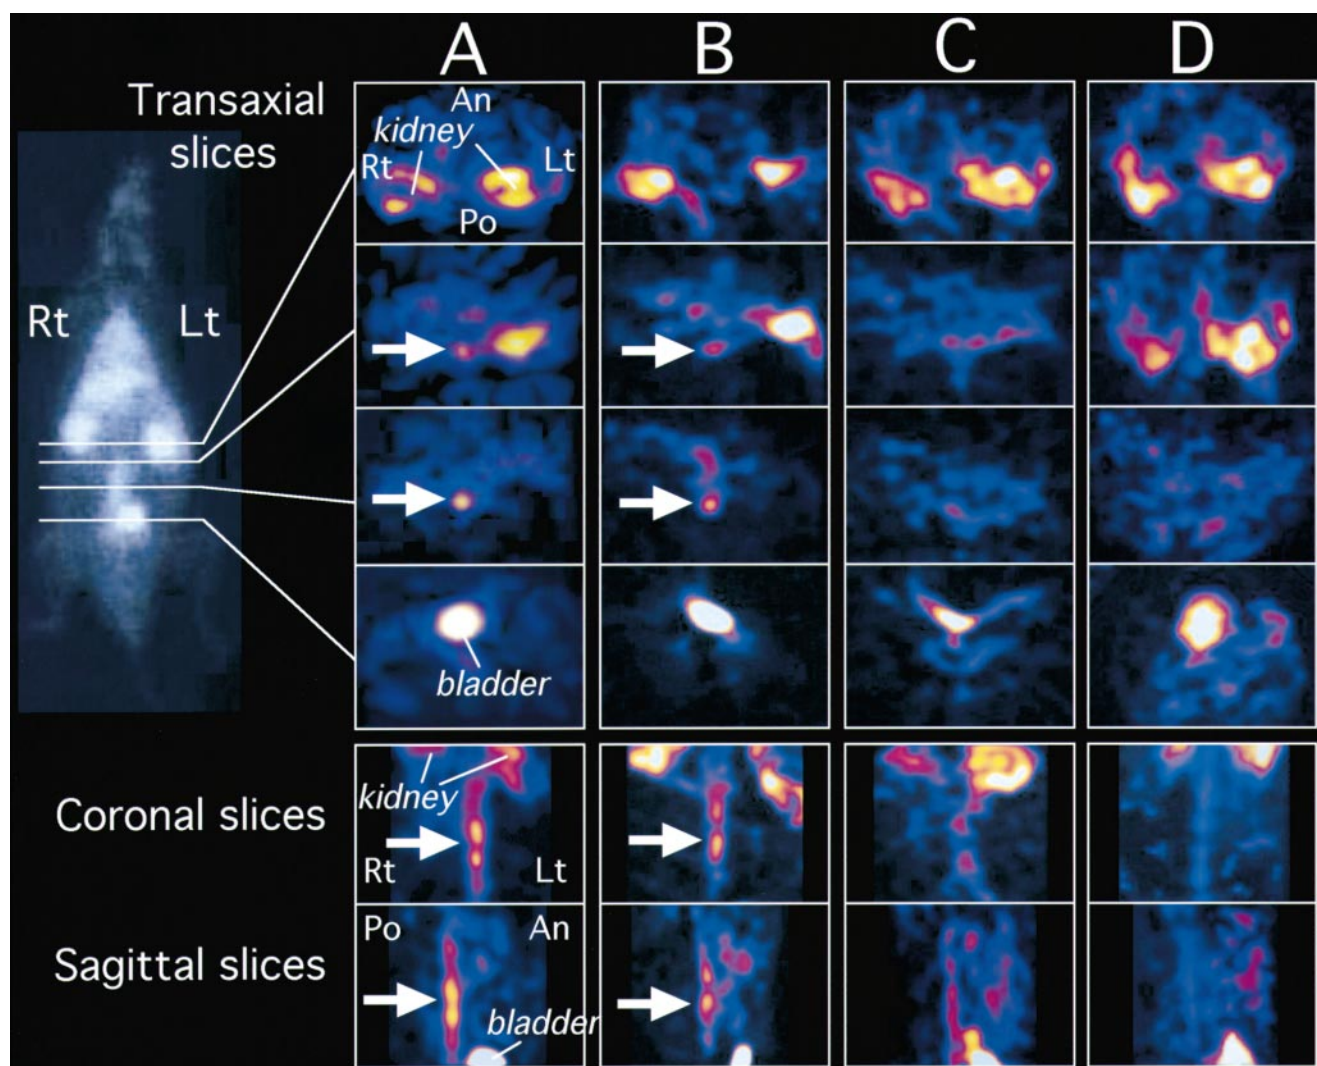 A B C D
Transaxial
slices
An
kidney
Rt Lt
Po
Rt Lt
bladder
Coronal slices
kidney
Rt Lt
Sagittal slices
Po An
bladder